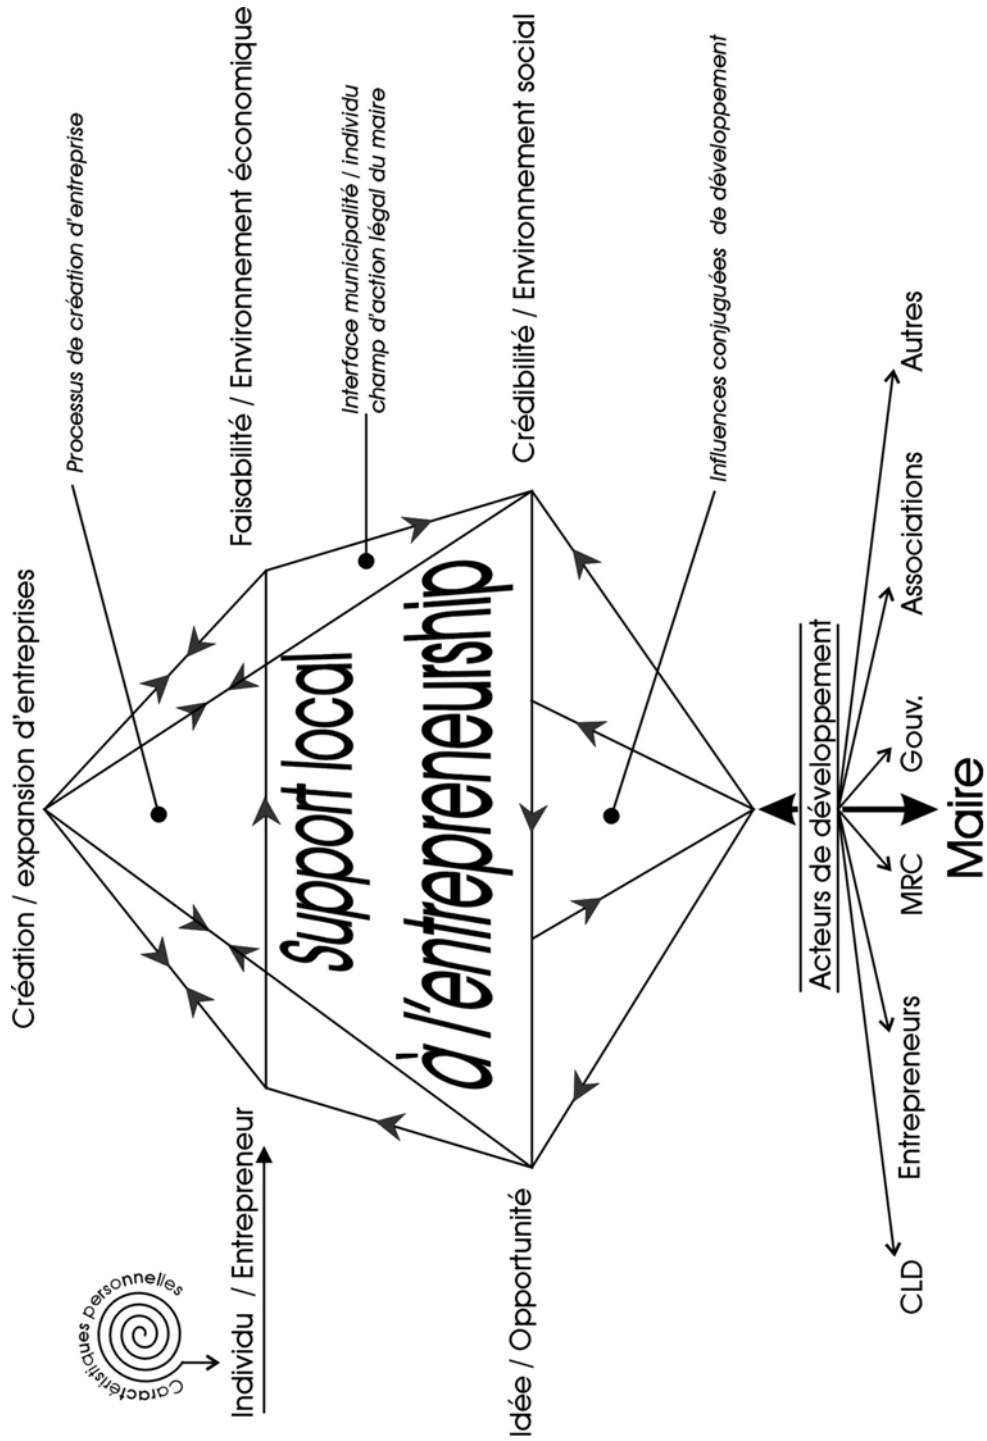 Création / expansion d'entreprises
Processus de création d'entreprise
Caractéristiques personnelles
Individu / Entrepreneur
Faisabilité / Environnement économique
Interface municipalité / individu
champ d'action légal du maire
Support local
à l'entrepreneurship
Idée / Opportunité
Crédibilité / Environnement social
Influences conjuguées de développement
Acteurs de développement
CLD
Entrepreneurs
MRC
Gouv.
Associations
Autres
Maire